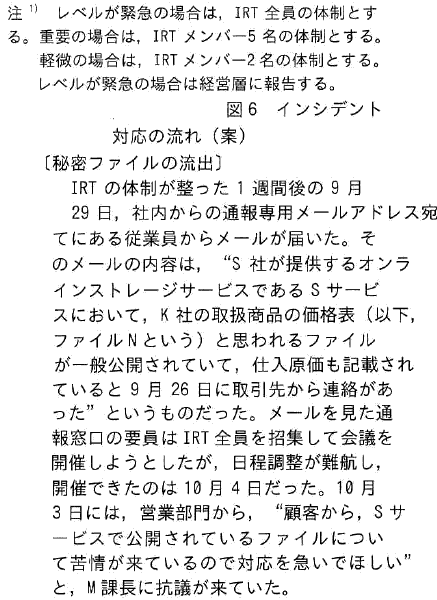 注 1) レベルが緊急の場合は，IRT 全員の体制とす
る。重要の場合は，IRT メンバー5 名の体制とする。
軽微の場合は，IRT メンバー2 名の体制とする。
レベルが緊急の場合は経営層に報告する。
図6 インシデント
対応の流れ（案）
〔秘密ファイルの流出〕
IRT の体制が整った 1 週間後の 9 月
29 日，社内からの通報専用メールアドレス宛
てにある従業員からメールが届いた。そ
のメールの内容は，“S 社が提供するオンラ
インストレージサービスである S サービ
スにおいて，K 社の取扱商品の価格表（以下，
ファイル N という）と思われるファイル
が一般公開されていて，仕入原価も記載され
ていると 9 月 26 日に取引先から連絡があ
った”というものだった。メールを見た通
報窓口の要員は IRT 全員を招集して会議を
開催しようとしたが，日程調整が難航し，
開催できたのは 10 月 4 日だった。10 月
3 日には，営業部門から，“顧客から，S サ
ービスで公開されているファイルについ
て苦情が来ているので対応を急いでほしい”
と，M 課長に抗議が来ていた。